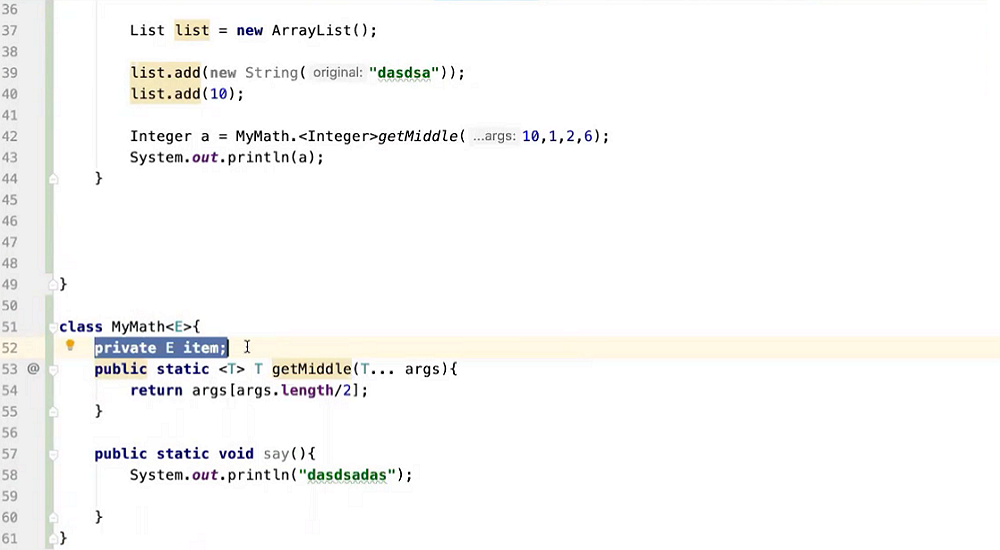 36
37 List list = new ArrayList();
38
39 list.add(new String( original: "dasdsa"));
40 list.add(10);
41
42 Integer a = MyMath.<Integer>getMiddle( ...args: 10,1,2,6);
43 System.out.println(a);
44 }
45
46
47
48
49 }
50
51 class MyMath<E>{
52 private E item;
53 @ public static <T> T getMiddle(T... args){
54 return args[args.length/2];
55 }
56
57 public static void say(){
58 System.out.println("dasdsadas");
59
60 }
61 }